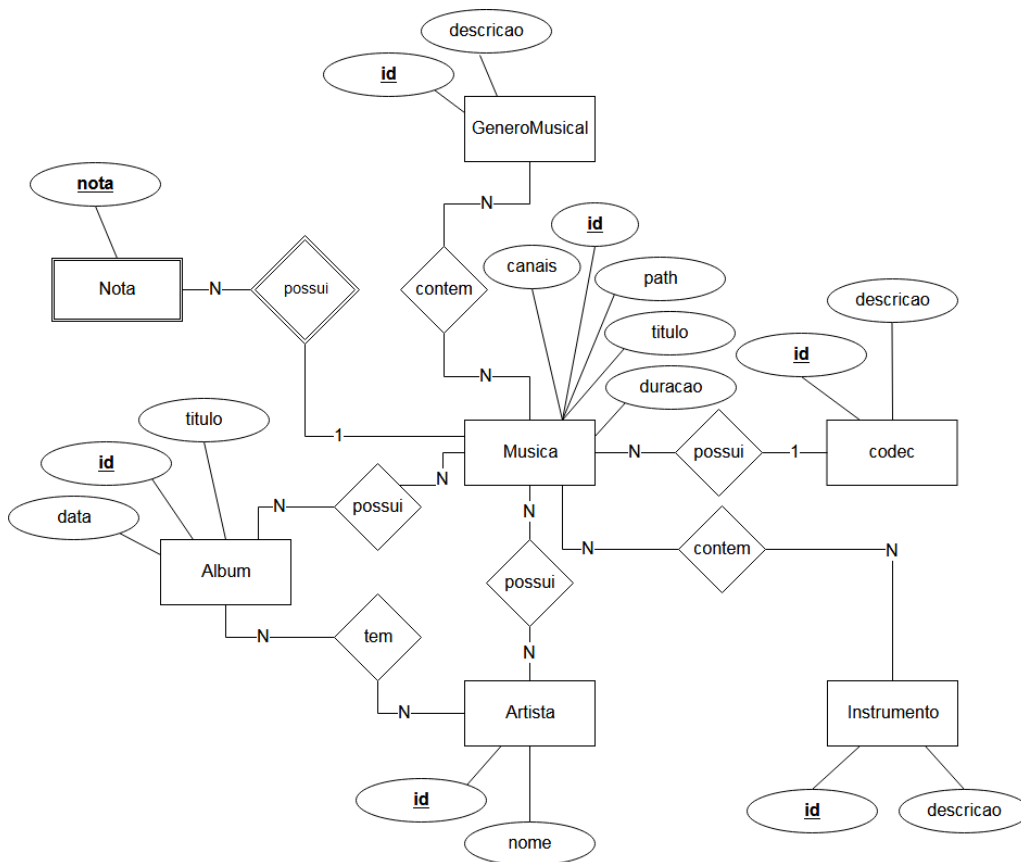 descricao
id
GeneroMusical
nota
N
id
canais
Nota
N
possui
contem
path
descricao
titulo
id
N
duracao
titulo
1
Musica
N
possui
1
codec
id
N
possui
N
data
N
N
contem
N
Album
possui
N
tem
N
N
Artista
Instrumento
id
id
descricao
nome